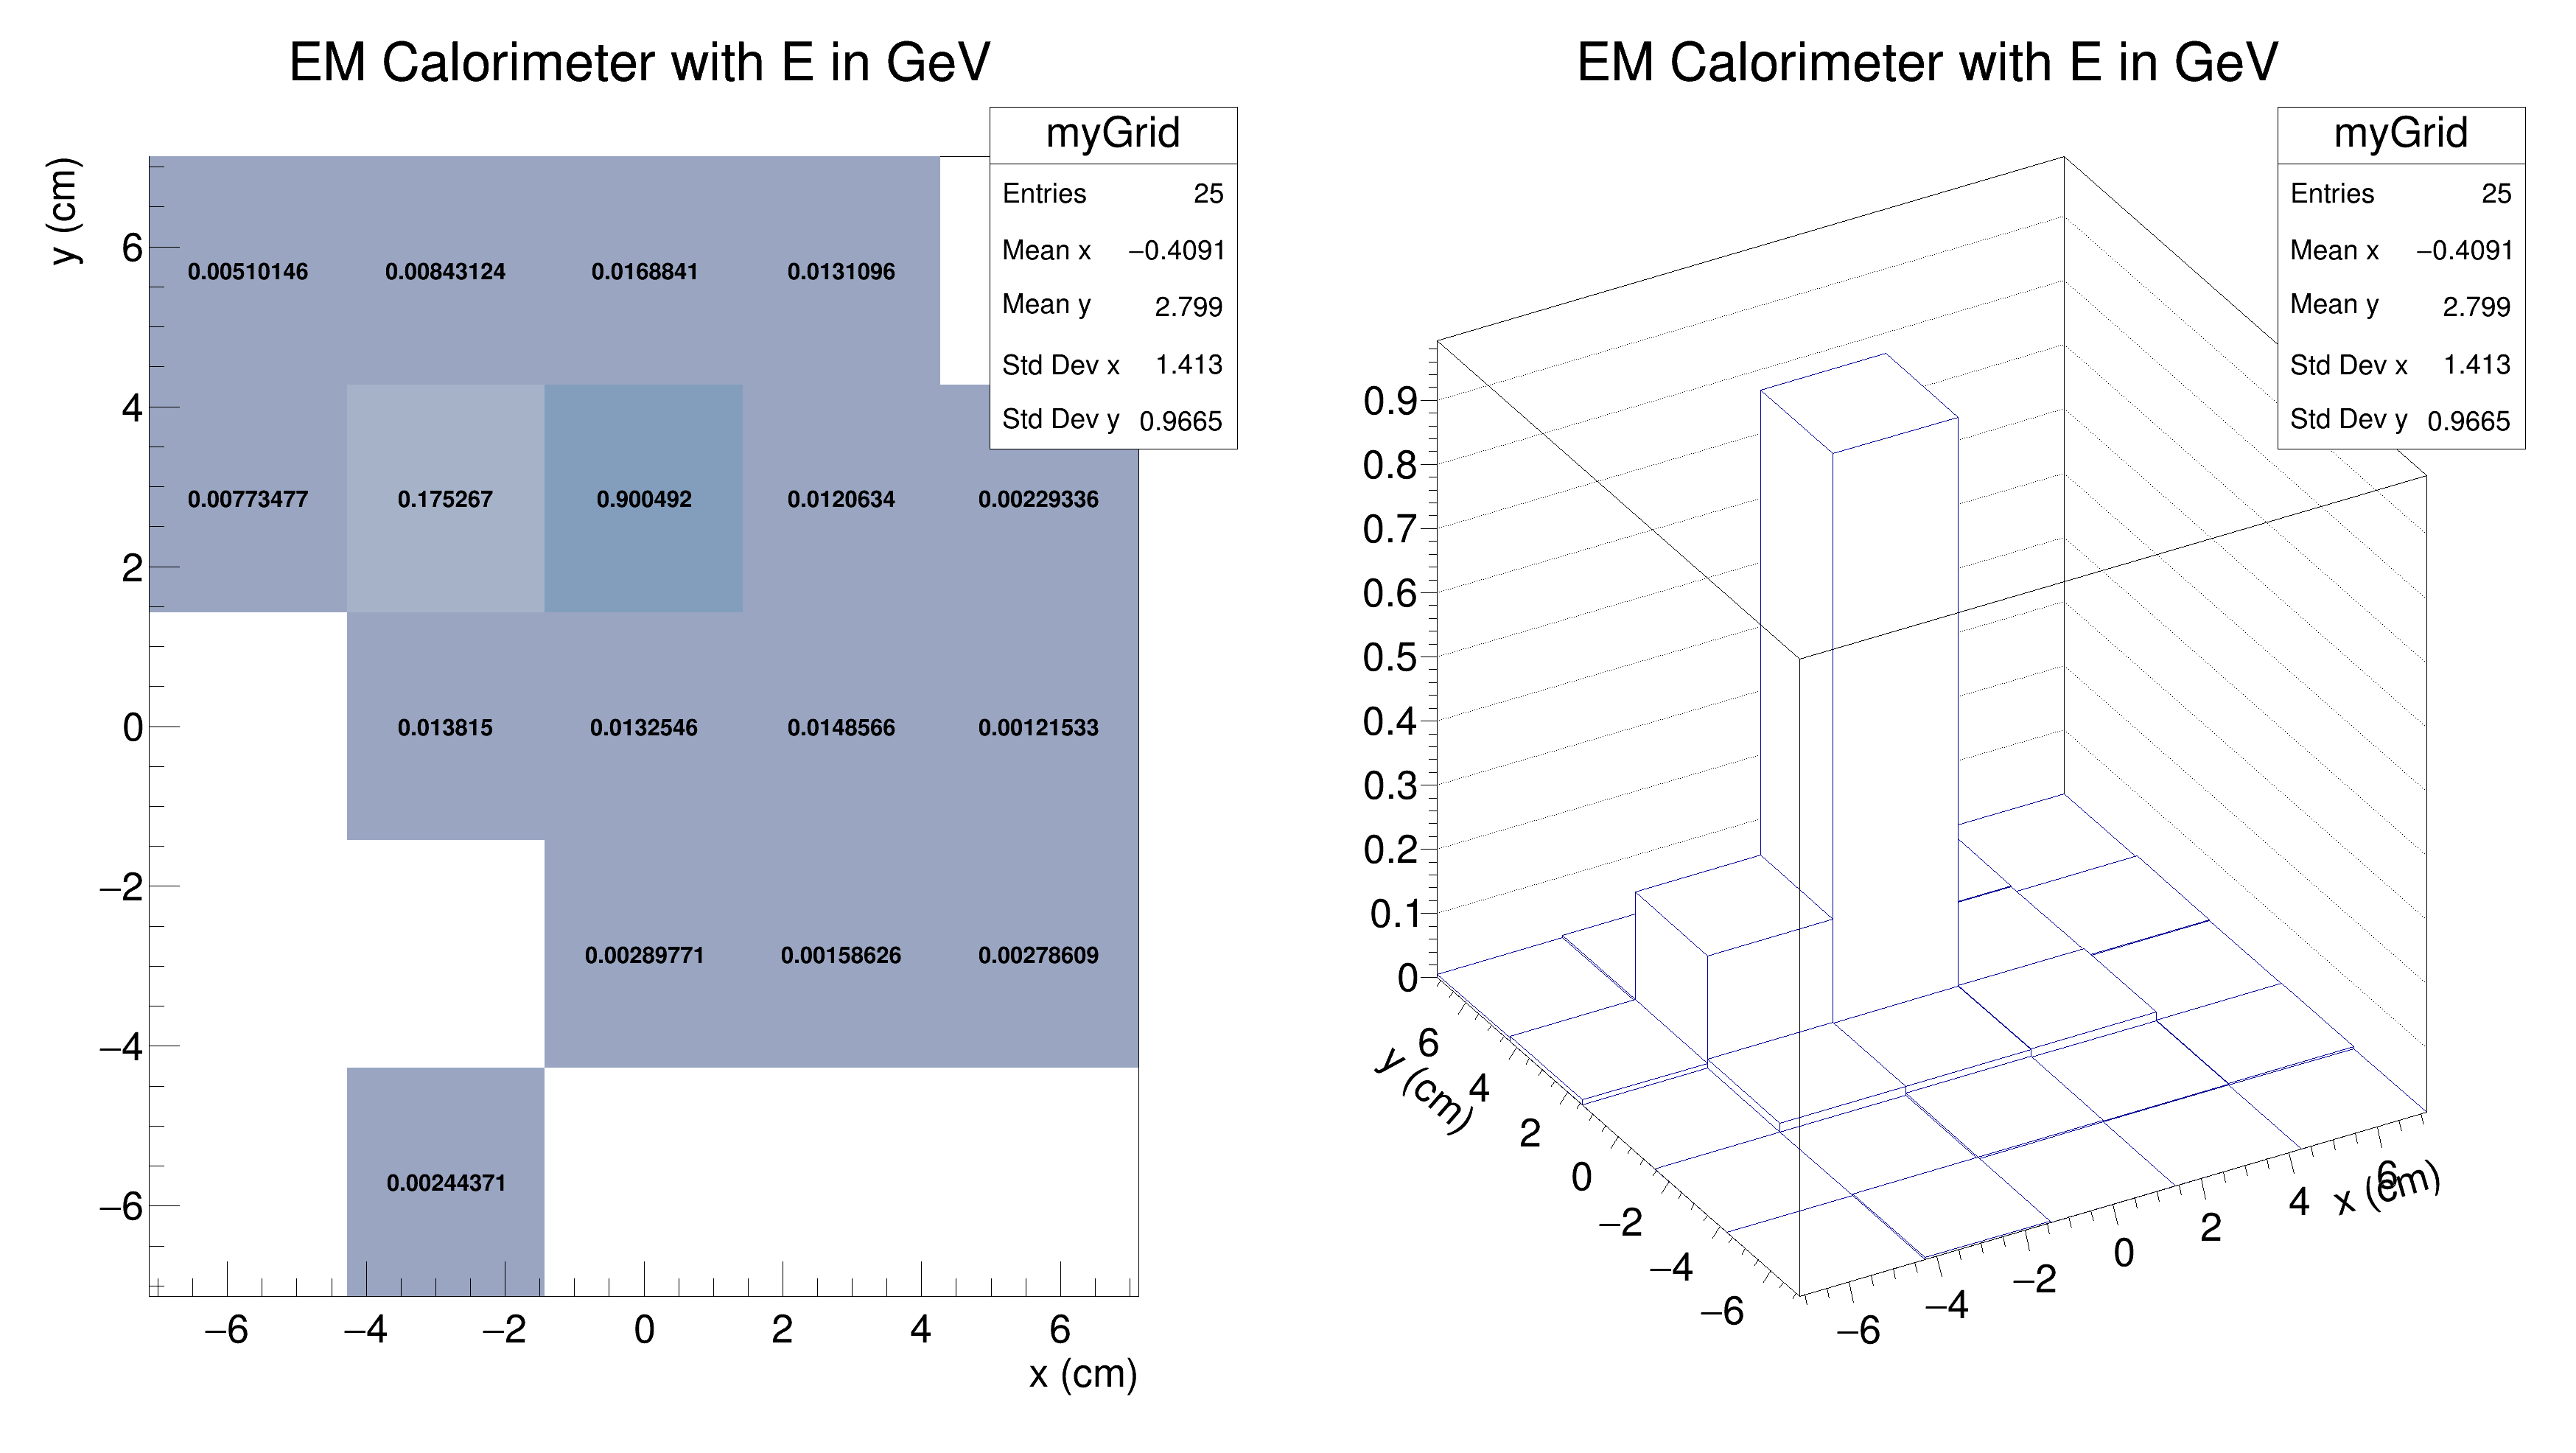 EM Calorimeter with E in GeV
myGrid
Entries 25
Mean x −0.4091
Mean y 2.799
Std Dev x 1.413
Std Dev y 0.9665
y (cm)
6
4
2
0
−2
−4
−6
0.00510146 0.00843124 0.0168841 0.0131096
0.00773477 0.175267 0.900492 0.0120634 0.00229336
0.013815 0.0132546 0.0148566 0.00121533
0.00289771 0.00158626 0.00278609
0.00244371
−6 −4 −2 0 2 4 6
x (cm)
EM Calorimeter with E in GeV
myGrid
Entries 25
Mean x −0.4091
Mean y 2.799
Std Dev x 1.413
Std Dev y 0.9665
0.9
0.8
0.7
0.6
0.5
0.4
0.3
0.2
0.1
0
6
4
2
0
−2
−4
−6
y (cm)
−6
−4
−2
0
2
4
6
x (cm)